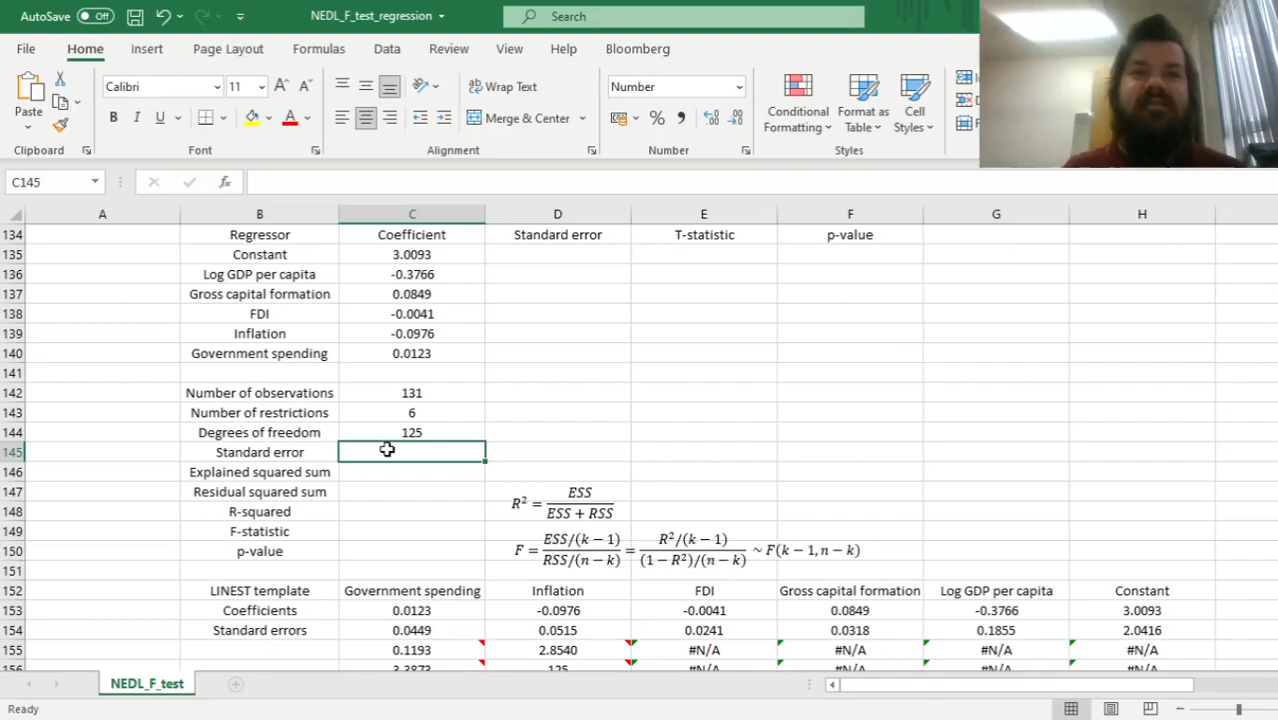 AutoSave Off NEDL_F_test_regression Search
File Home Insert Page Layout Formulas Data Review View Help Bloomberg
Calibri 11 Wrap Text Number
Paste B I U Merge & Center Conditional Formatting Format as Table Cell Styles
Clipboard Font Alignment Number Styles
C145 fx
A B C D E F G H
134 Regressor Coefficient Standard error T-statistic p-value
135 Constant 3.0093
136 Log GDP per capita -0.3766
137 Gross capital formation 0.0849
138 FDI -0.0041
139 Inflation -0.0976
140 Government spending 0.0123
141
142 Number of observations 131
143 Number of restrictions 6
144 Degrees of freedom 125
145 Standard error
146 Explained squared sum
147 Residual squared sum
148 R-squared R² = ESS / (ESS + RSS)
149 F-statistic
150 p-value F = (ESS/(k − 1)) / (RSS/(n − k)) = (R²/(k − 1)) / ((1 − R²)/(n − k)) ~ F(k − 1, n − k)
151
152 LINEST template Government spending Inflation FDI Gross capital formation Log GDP per capita Constant
153 Coefficients 0.0123 -0.0976 -0.0041 0.0849 -0.3766 3.0093
154 Standard errors 0.0449 0.0515 0.0241 0.0318 0.1855 2.0416
155 0.1193 2.8540 #N/A #N/A #N/A #N/A
156 3.3873 125 #N/A #N/A #N/A #N/A
NEDL_F_test
Ready